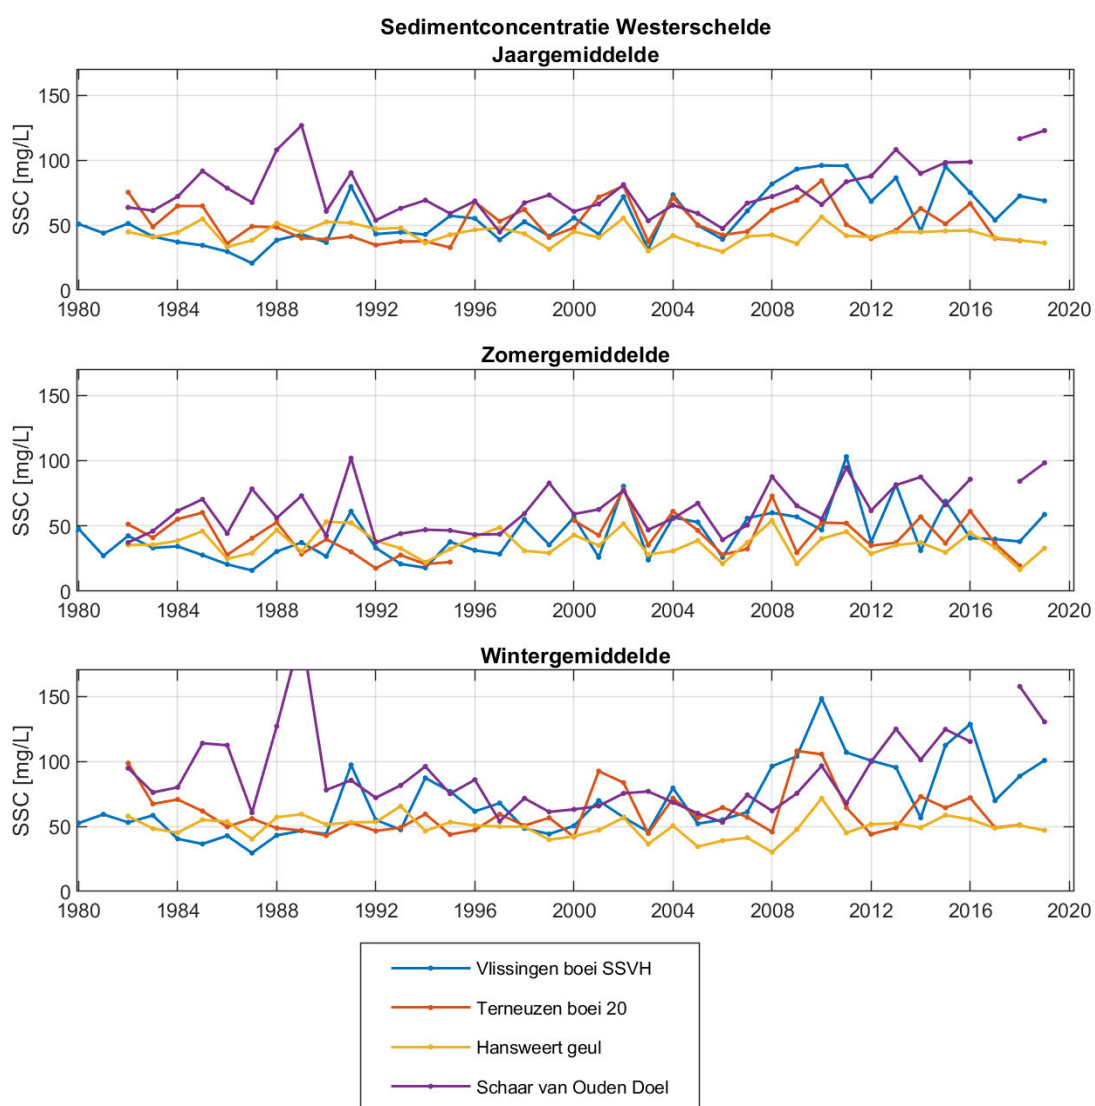 Sedimentconcentratie Westerschelde
Jaargemiddelde
SSC [mg/L]
150
100
50
0
1980 1984 1988 1992 1996 2000 2004 2008 2012 2016 2020
Zomergemiddelde
SSC [mg/L]
150
100
50
0
1980 1984 1988 1992 1996 2000 2004 2008 2012 2016 2020
Wintergemiddelde
SSC [mg/L]
150
100
50
0
1980 1984 1988 1992 1996 2000 2004 2008 2012 2016 2020
Vlissingen boei SSVH
Terneuzen boei 20
Hansweert geul
Schaar van Ouden Doel